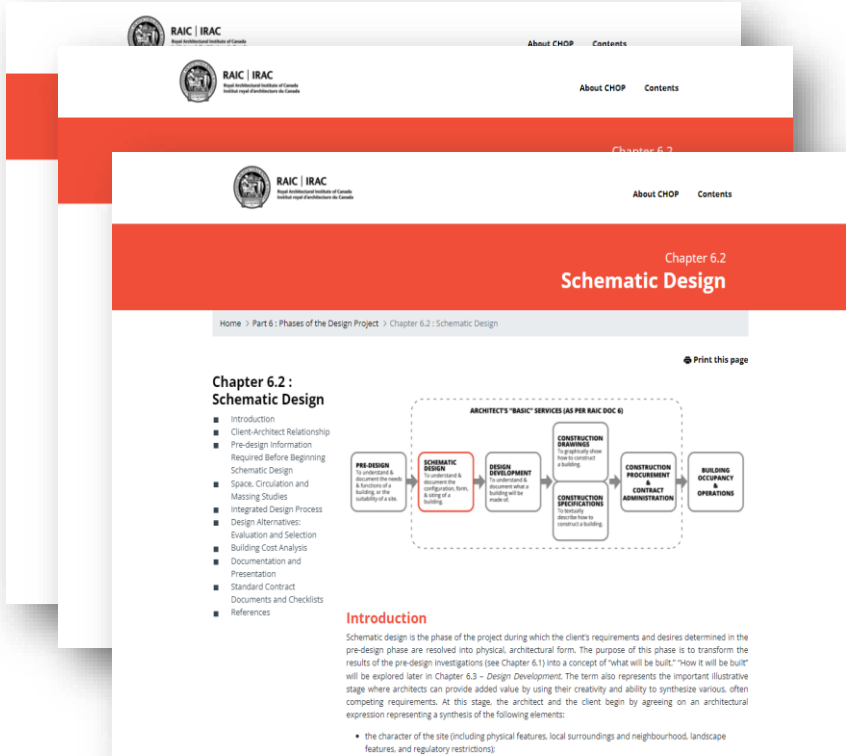 RAIC | IRAC
Royal Architectural Institute of Canada
About CHOP Contents
RAIC | IRAC
Royal Architectural Institute of Canada
Institut royal d'architecture du Canada
About CHOP Contents
Chapter 6.2
RAIC | IRAC
Royal Architectural Institute of Canada
Institut royal d'architecture du Canada
About CHOP Contents
Chapter 6.2
Schematic Design
Home > Part 6 : Phases of the Design Project > Chapter 6.2 : Schematic Design
Print this page
Chapter 6.2 :
Schematic Design
Introduction
Client-Architect Relationship
Pre-design Information
Required Before Beginning
Schematic Design
Space, Circulation and
Massing Studies
Integrated Design Process
Design Alternatives:
Evaluation and Selection
Building Cost Analysis
Documentation and
Presentation
Standard Contract
Documents and Checklists
References
ARCHITECT'S "BASIC" SERVICES (AS PER RAIC DOC 6)
PRE-DESIGN
To understand &
document the needs
& functions of a
building, or the
suitability of a site.
SCHEMATIC
DESIGN
To understand &
document the
configuration, form,
& siting of a
building.
DESIGN
DEVELOPMENT
To understand &
document what a
building will be
made of.
CONSTRUCTION
DRAWINGS
To graphically show
how to construct
a building.
CONSTRUCTION
SPECIFICATIONS
To textually
describe how to
construct a building.
CONSTRUCTION
PROCUREMENT
&
CONTRACT
ADMINISTRATION
BUILDING
OCCUPANCY
&
OPERATIONS
Introduction
Schematic design is the phase of the project during which the client's requirements and desires determined in the
pre-design phase are resolved into physical, architectural form. The purpose of this phase is to transform the
results of the pre-design investigations (see Chapter 6.1) into a concept of "what will be built." "How it will be built"
will be explored later in Chapter 6.3 – Design Development. The term also represents the important illustrative
stage where architects can provide added value by using their creativity and ability to synthesize various, often
competing requirements. At this stage, the architect and the client begin by agreeing on an architectural
expression representing a synthesis of the following elements:
• the character of the site (including physical features, local surroundings and neighbourhood, landscape
features, and regulatory restrictions);